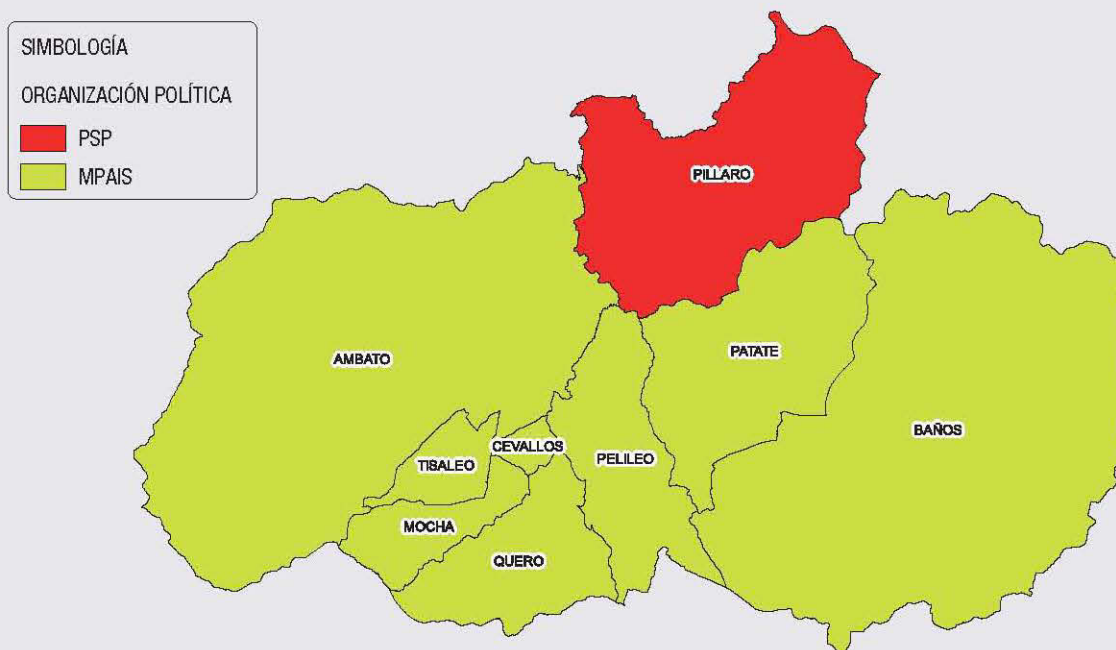 SIMBOLOGÍA
ORGANIZACIÓN POLÍTICA
PSP
MPAIS
PILLARO
AMBATO
PATATE
BAÑOS
CEVALLOS
TISALEO
PELILEO
MOCHA
QUERO